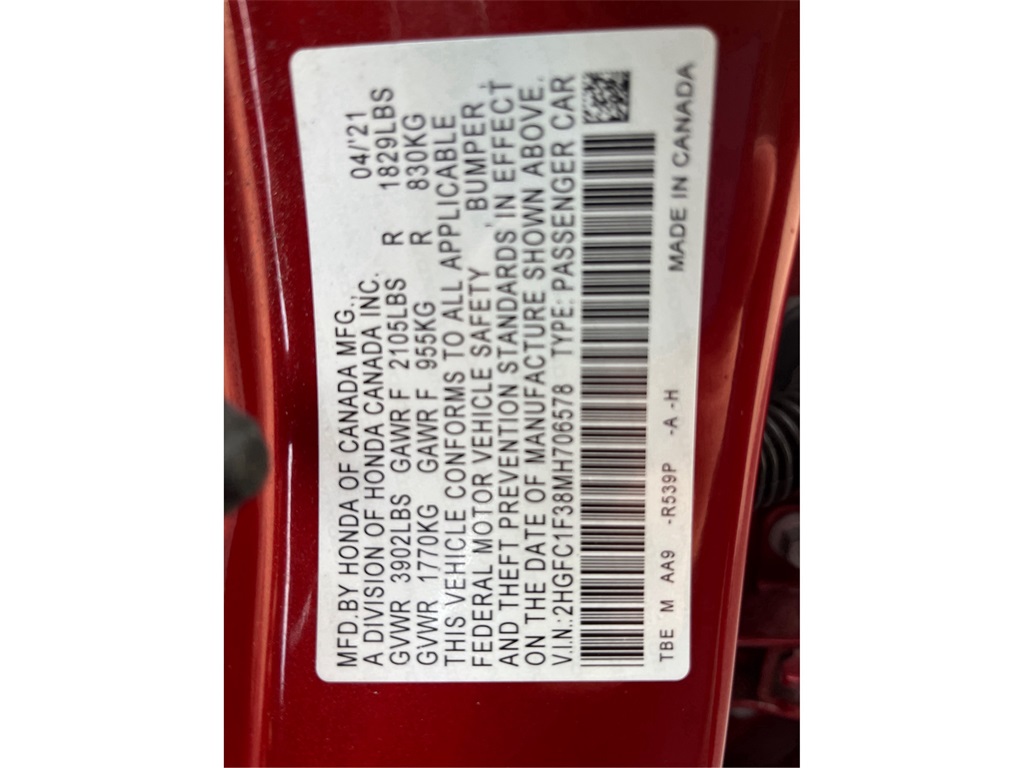 MFD.BY HONDA OF CANADA MFG., 04/'21
A DIVISION OF HONDA CANADA INC.
GVWR 3902LBS GAWR F 2105LBS R 1829LBS
GVWR 1770KG GAWR F 955KG R 830KG
THIS VEHICLE CONFORMS TO ALL APPLICABLE
FEDERAL MOTOR VEHICLE SAFETY , BUMPER ,
AND THEFT PREVENTION STANDARDS IN EFFECT
ON THE DATE OF MANUFACTURE SHOWN ABOVE.
V.I.N.:2HGFC1F38MH706578 TYPE: PASSENGER CAR
TBE M AA9 -R539P -A -H MADE IN CANADA